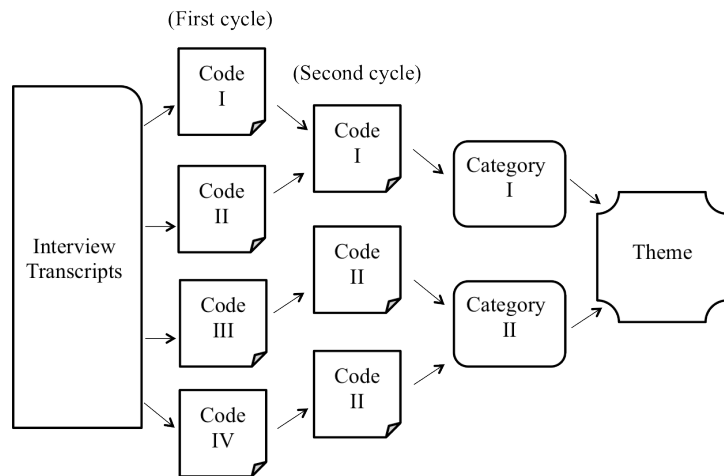 (First cycle)
Code
I
(Second cycle)
Code
I
Code
II
Category
I
Interview
Transcripts
Theme
Code
II
Code
III
Category
II
Code
II
Code
IV